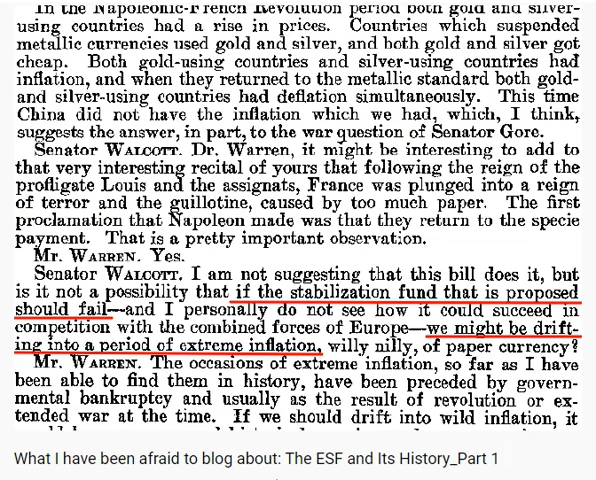 In the Napoleonic-French Revolution period both gold and silver-
using countries had a rise in prices. Countries which suspended
metallic currencies used gold and silver, and both gold and silver got
cheap. Both gold-using countries and silver-using countries had
inflation, and when they returned to the metallic standard both gold-
and silver-using countries had deflation simultaneously. This time
China did not have the inflation which we had, which, I think,
suggests the answer, in part, to the war question of Senator Gore.
Senator WALCOTT. Dr. Warren, it might be interesting to add to
that very interesting recital of yours that following the reign of the
profligate Louis and the assignats, France was plunged into a reign
of terror and the guillotine, caused by too much paper. The first
proclamation that Napoleon made was that they return to the specie
payment. That is a pretty important observation.
Mr. WARREN. Yes.
Senator WALCOTT. I am not suggesting that this bill does it, but
is it not a possibility that if the stabilization fund that is proposed
should fail—and I personally do not see how it could succeed in
competition with the combined forces of Europe—we might be drift-
ing into a period of extreme inflation, willy nilly, of paper currency?
Mr. WARREN. The occasions of extreme inflation, so far as I have
been able to find them in history, have been preceded by govern-
mental bankruptcy and usually as the result of revolution or ex-
tended war at the time. If we should drift into wild inflation, it
What I have been afraid to blog about: The ESF and Its History_Part 1